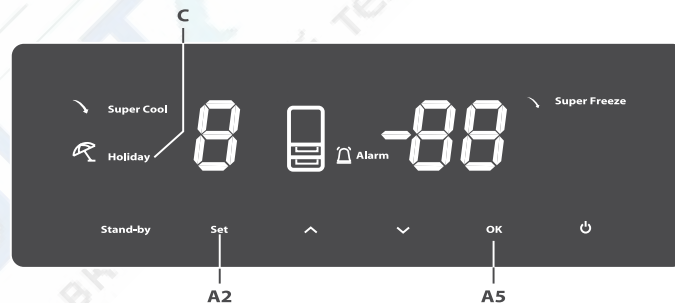 C
Super Cool
8
-88
Super Freeze
Holiday
Alarm
Stand-by Set OK
A2 A5